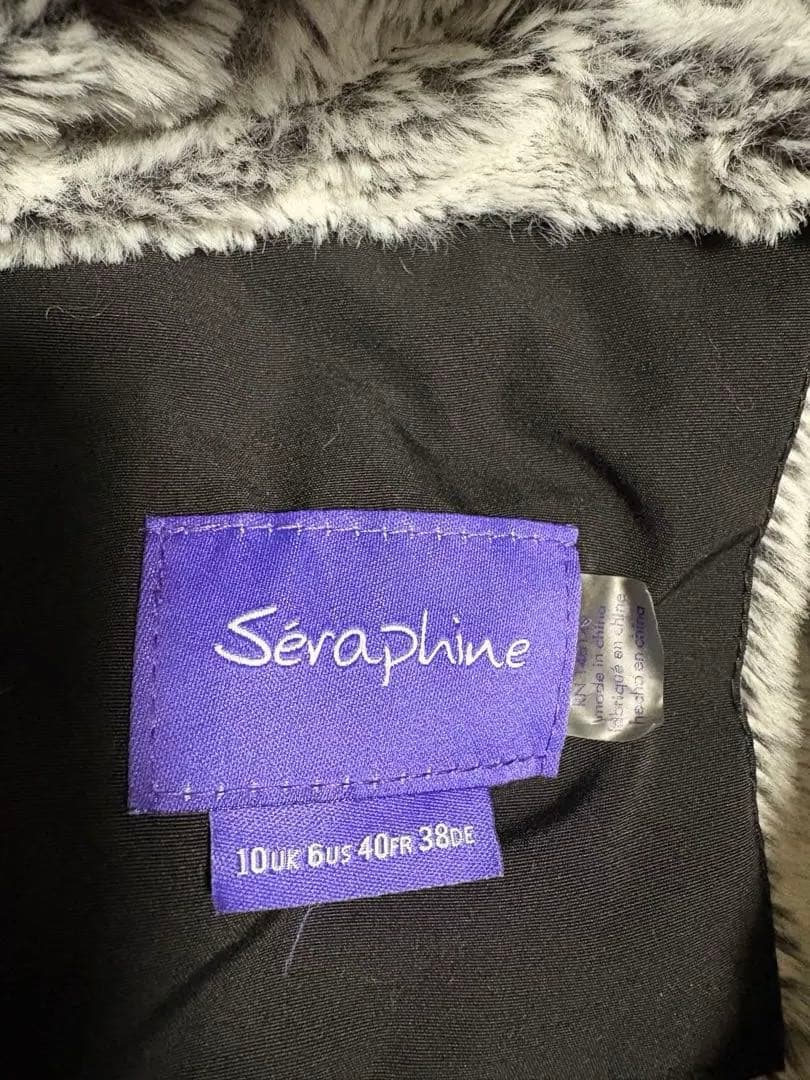 Séraphine
10UK 6US 40FR 38DE
made in china
fabriqué en chine
hecho en china